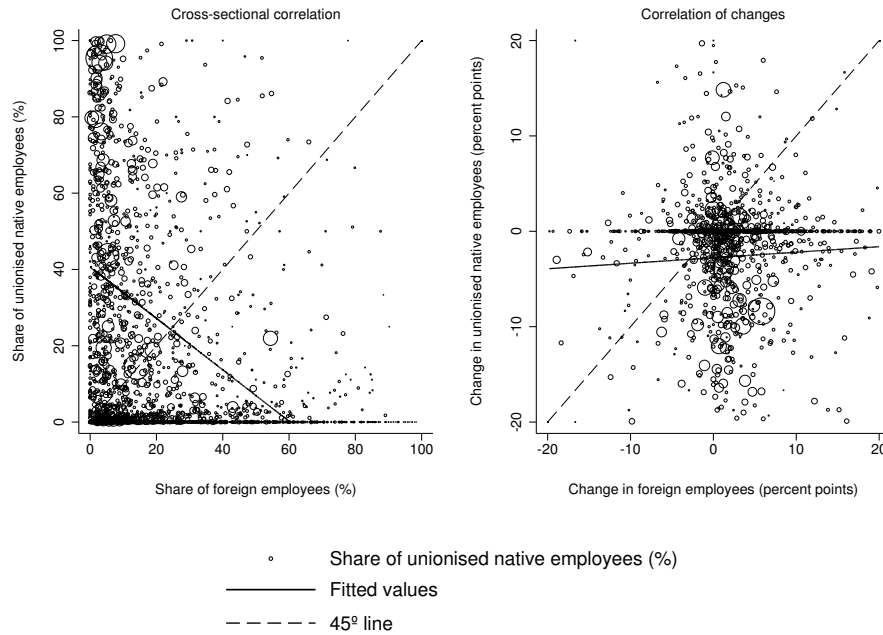 Cross-sectional correlation
Share of unionised native employees (%)
100
80
60
40
20
0
0 20 40 60 80 100
Share of foreign employees (%)
Correlation of changes
Change in unionised native employees (percent points)
20
10
0
-10
-20
-20 -10 0 10 20
Change in foreign employees (percent points)
Share of unionised native employees (%)
Fitted values
45º line